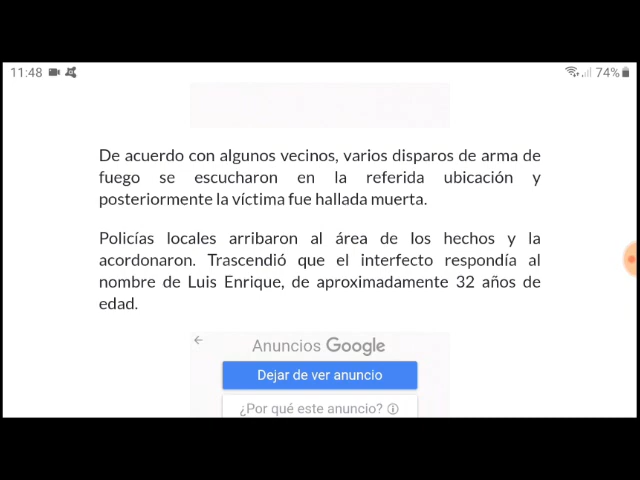 11:48
74%
De acuerdo con algunos vecinos, varios disparos de arma de
fuego se escucharon en la referida ubicación y
posteriormente la víctima fue hallada muerta.
Policías locales arribaron al área de los hechos y la
acordonaron. Trascendió que el interfecto respondía al
nombre de Luis Enrique, de aproximadamente 32 años de
edad.
Anuncios Google
Dejar de ver anuncio
¿Por qué este anuncio?